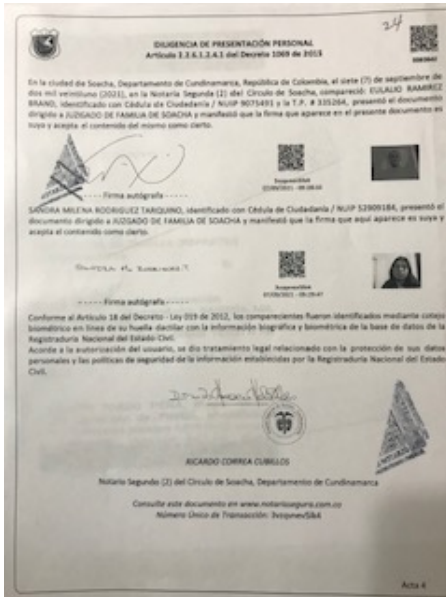 24
DILIGENCIA DE PRESENTACIÓN PERSONAL
Artículo 2.2.6.1.2.4.1 del Decreto 1069 de 2015
En la ciudad de Soacha, Departamento de Cundinamarca, República de Colombia, el siete (7) de septiembre de
dos mil veintiuno (2021), en la Notaría Segunda (2) del Círculo de Soacha, compareció: EULALIO RAMIREZ
BRAND, identificado con Cédula de Ciudadanía / NUIP 9075491 y la T.P. # 335264, presentó el documento
dirigido a JUZGADO DE FAMILIA DE SOACHA y manifestó que la firma que aparece en el presente documento es
suya y acepta el contenido del mismo como cierto.
----- Firma autógrafa -----
SANDRA MILENA RODRIGUEZ TARQUINO, identificado con Cédula de Ciudadanía / NUIP 52909184, presentó el
documento dirigido a JUZGADO DE FAMILIA DE SOACHA y manifestó que la firma que aquí aparece es suya y
acepta el contenido como cierto.
----- Firma autógrafa -----
Conforme al Artículo 18 del Decreto - Ley 019 de 2012, los comparecientes fueron identificados mediante cotejo
biométrico en línea de su huella dactilar con la información biográfica y biométrica de la base de datos de la
Registraduría Nacional del Estado Civil.
Acorde a la autorización del usuario, se dio tratamiento legal relacionado con la protección de sus datos
personales y las políticas de seguridad de la información establecidas por la Registraduría Nacional del Estado
Civil.
RICARDO CORREA CUBILLOS
Notario Segundo (2) del Círculo de Soacha, Departamento de Cundinamarca
Consulte este documento en www.notariasegura.com.co
Número Único de Transacción:
Acta 4